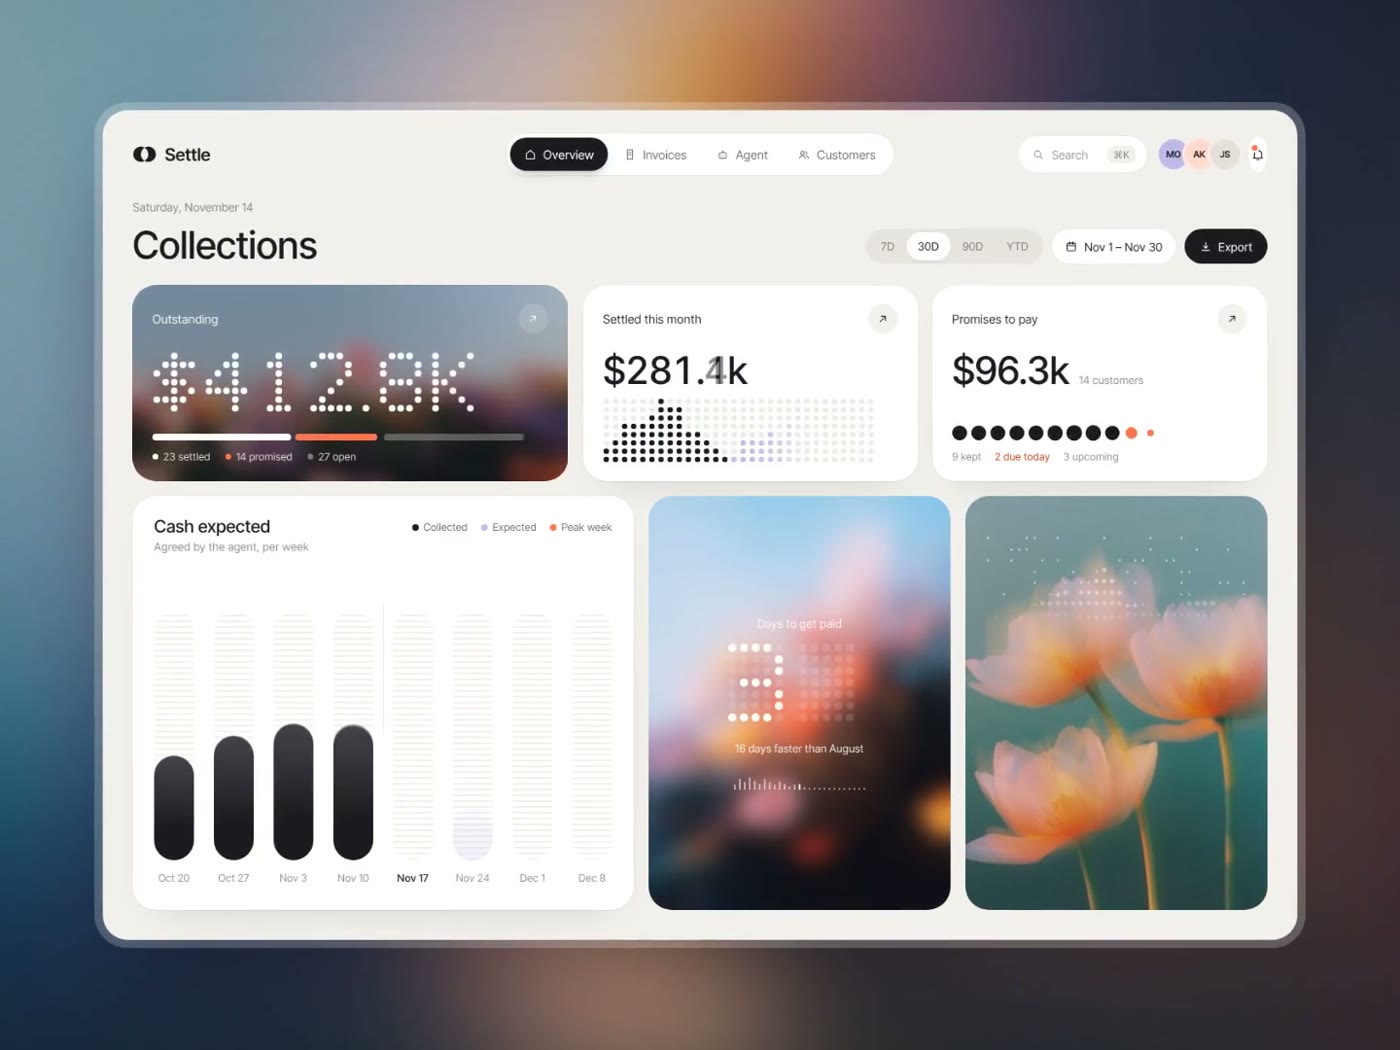 Settle
Overview
Invoices
Agent
Customers
Search
⌘K
MO
AK
JS
Saturday, November 14
Collections
7D
30D
90D
YTD
Nov 1 – Nov 30
Export
Outstanding
$412.8K
23 settled
14 promised
27 open
Settled this month
$281.4k
Promises to pay
$96.3k
14 customers
9 kept
2 due today
3 upcoming
Cash expected
Agreed by the agent, per week
Collected
Expected
Peak week
Oct 20
Oct 27
Nov 3
Nov 10
Nov 17
Nov 24
Dec 1
Dec 8
Days to get paid
3
16 days faster than August